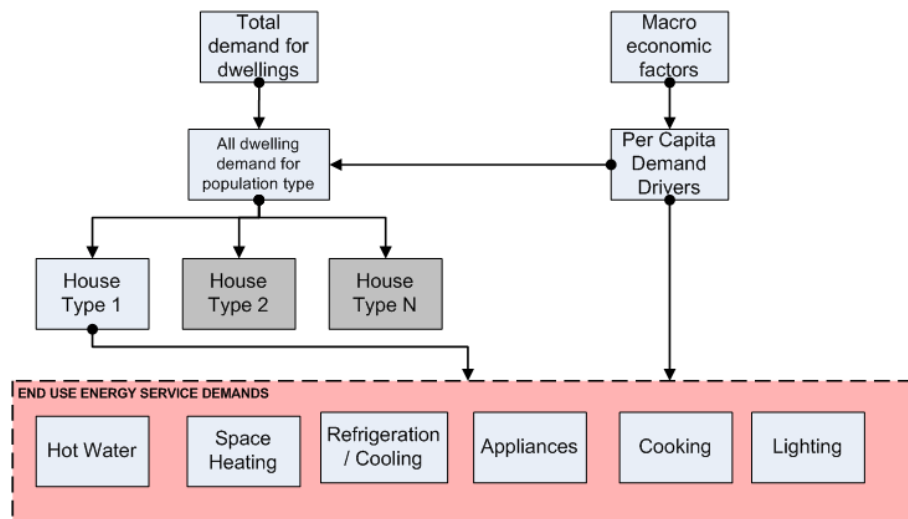 Total
demand for
dwellings
Macro
economic
factors
All dwelling
demand for
population type
Per Capita
Demand
Drivers
House
Type 1
House
Type 2
House
Type N
END USE ENERGY SERVICE DEMANDS
Hot Water
Space
Heating
Refrigeration
/ Cooling
Appliances
Cooking
Lighting